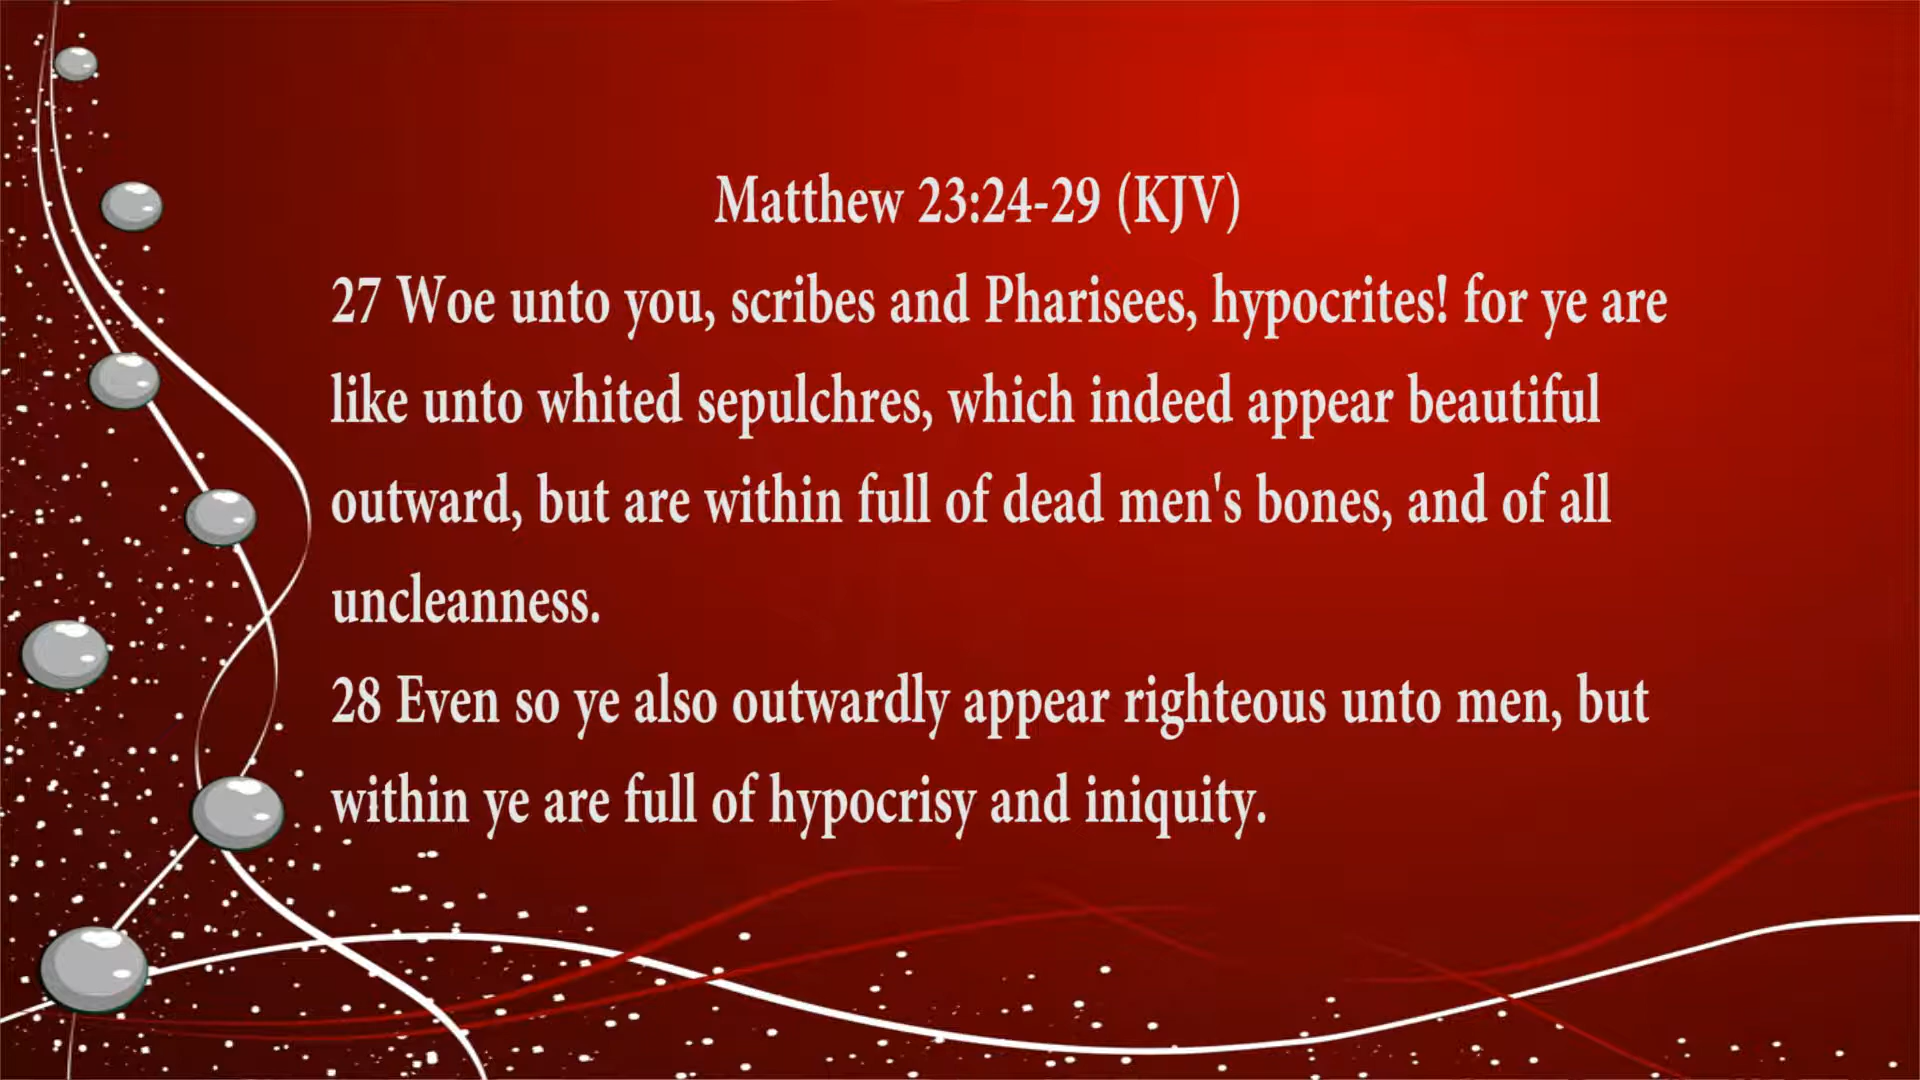 Matthew 23:24-29 (KJV)
27 Woe unto you, scribes and Pharisees, hypocrites! for ye are
like unto whited sepulchres, which indeed appear beautiful
outward, but are within full of dead men's bones, and of all
uncleanness.
28 Even so ye also outwardly appear righteous unto men, but
within ye are full of hypocrisy and iniquity.